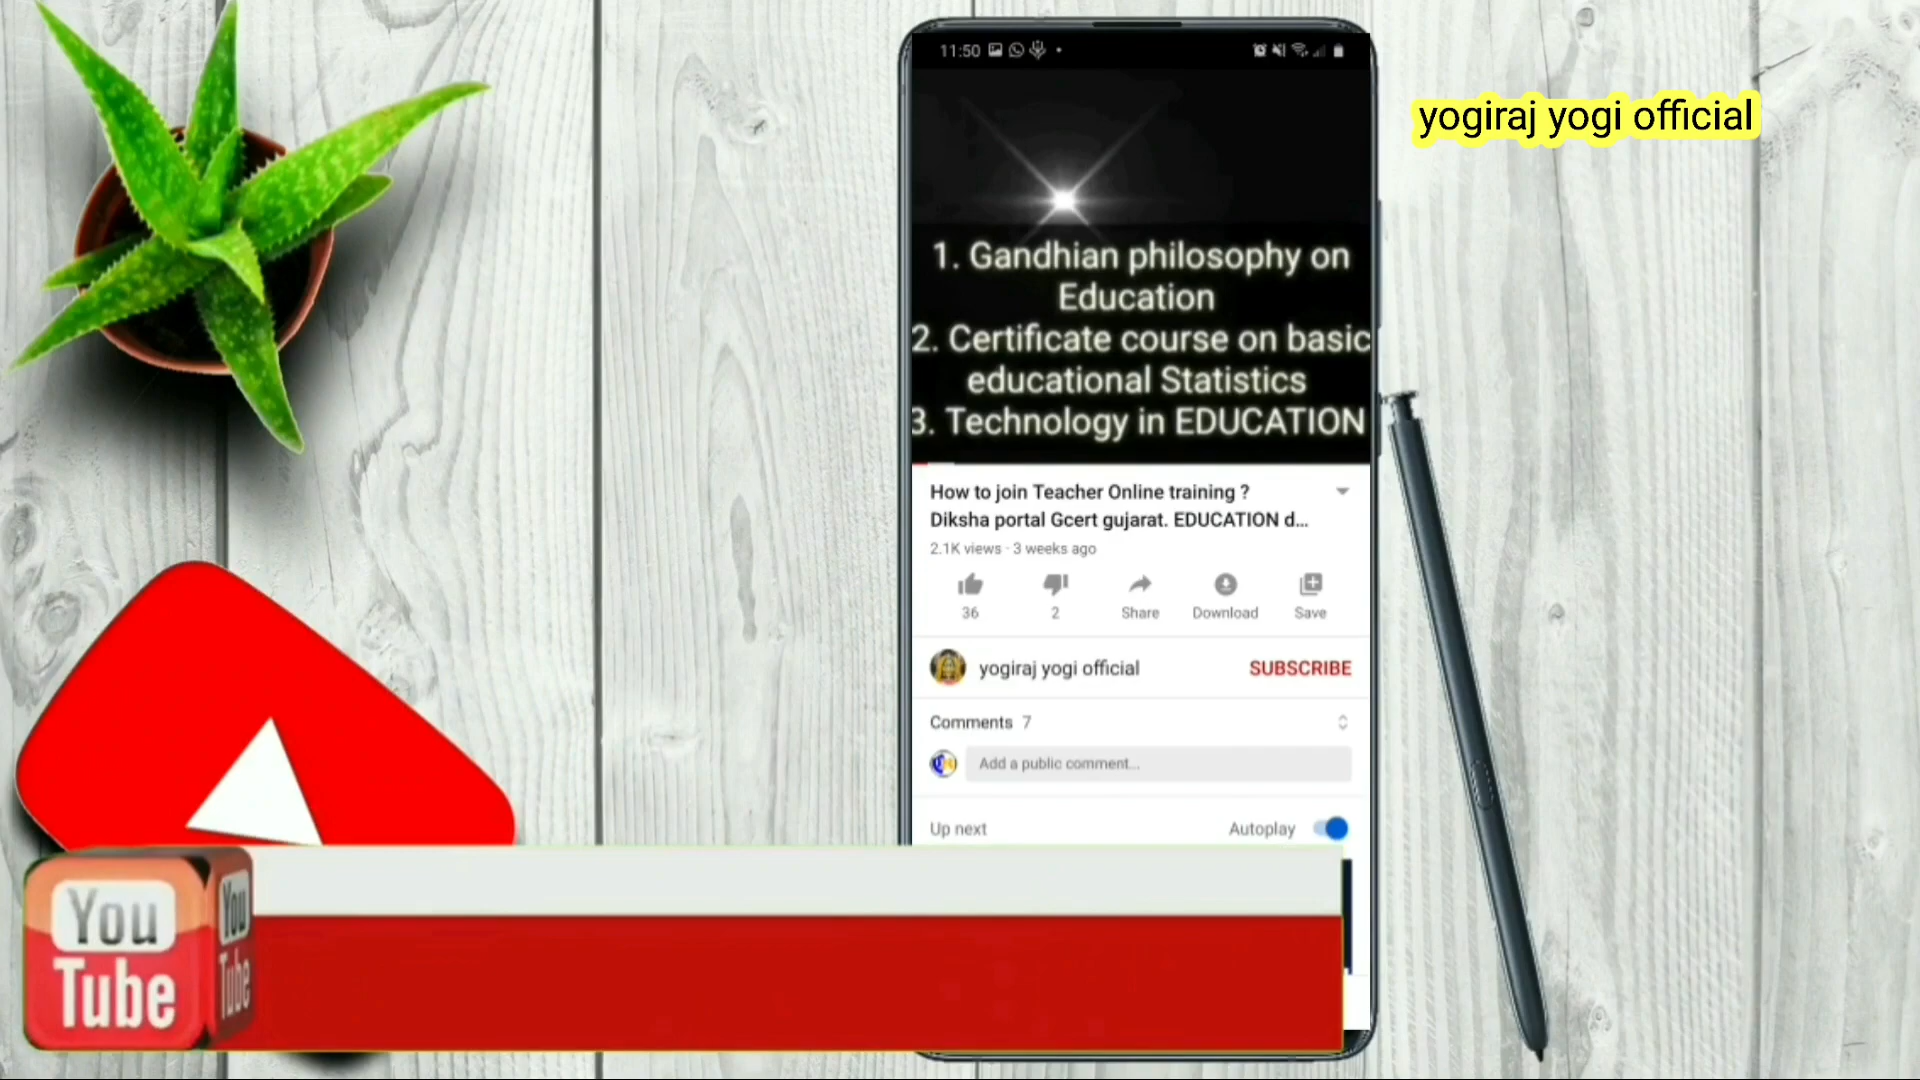 11:50
yogiraj yogi official
1. Gandhian philosophy on
Education
2. Certificate course on basic
educational Statistics
3. Technology in EDUCATION
How to join Teacher Online training ?
Diksha portal Gcert gujarat. EDUCATION d...
2.1K views · 3 weeks ago
36
2
Share
Download
Save
yogiraj yogi official
SUBSCRIBE
Comments 7
Add a public comment...
Up next
Autoplay
You
Tube
You
Tube